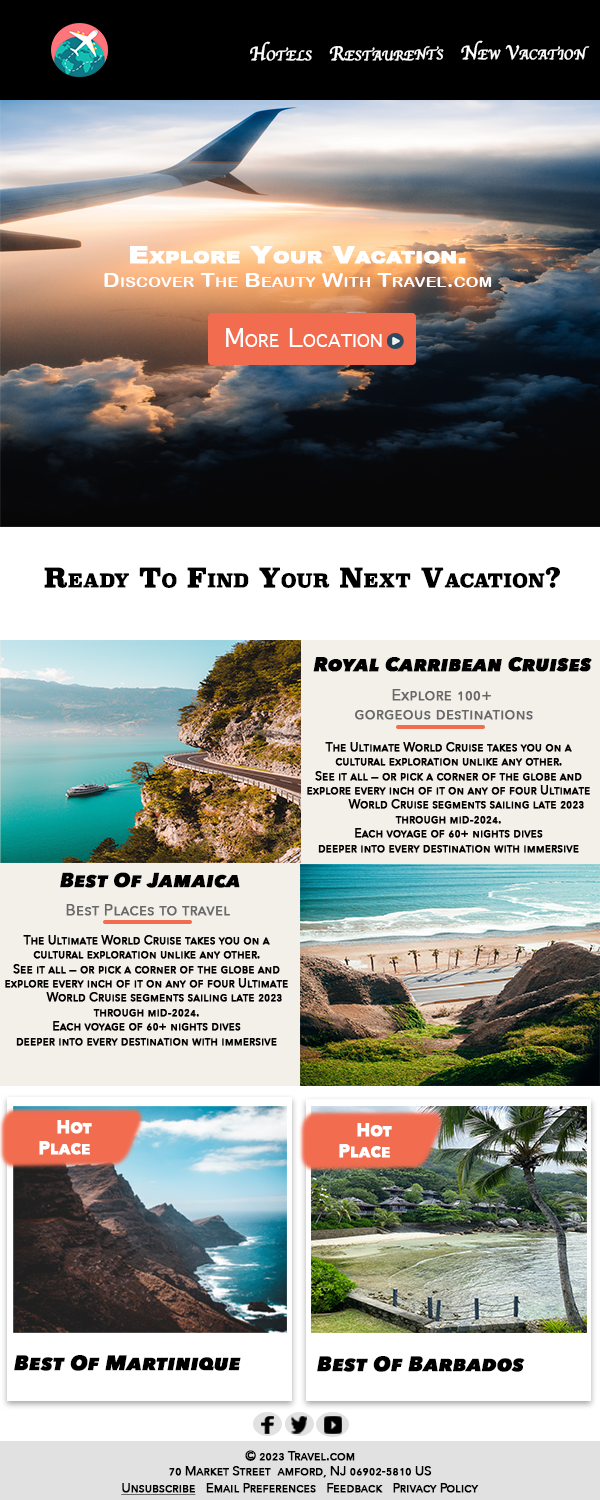 Hotels Restaurents New Vacation
Explore Your Vacation.
Discover The Beauty With Travel.com
More Location
Ready To Find Your Next Vacation?
Royal Carribean Cruises
Explore 100+
gorgeous destinations
The Ultimate World Cruise takes you on a
cultural exploration unlike any other.
See it all – or pick a corner of the globe and
explore every inch of it on any of four Ultimate
World Cruise segments sailing late 2023
through mid-2024.
Each voyage of 60+ nights dives
deeper into every destination with immersive
Best Of Jamaica
Best Places to travel
The Ultimate World Cruise takes you on a
cultural exploration unlike any other.
See it all – or pick a corner of the globe and
explore every inch of it on any of four Ultimate
World Cruise segments sailing late 2023
through mid-2024.
Each voyage of 60+ nights dives
deeper into every destination with immersive
Hot
Place
Best Of Martinique
Hot
Place
Best Of Barbados
© 2023 Travel.com
70 Market Street amford, NJ 06902-5810 US
Unsubscribe Email Preferences Feedback Privacy Policy